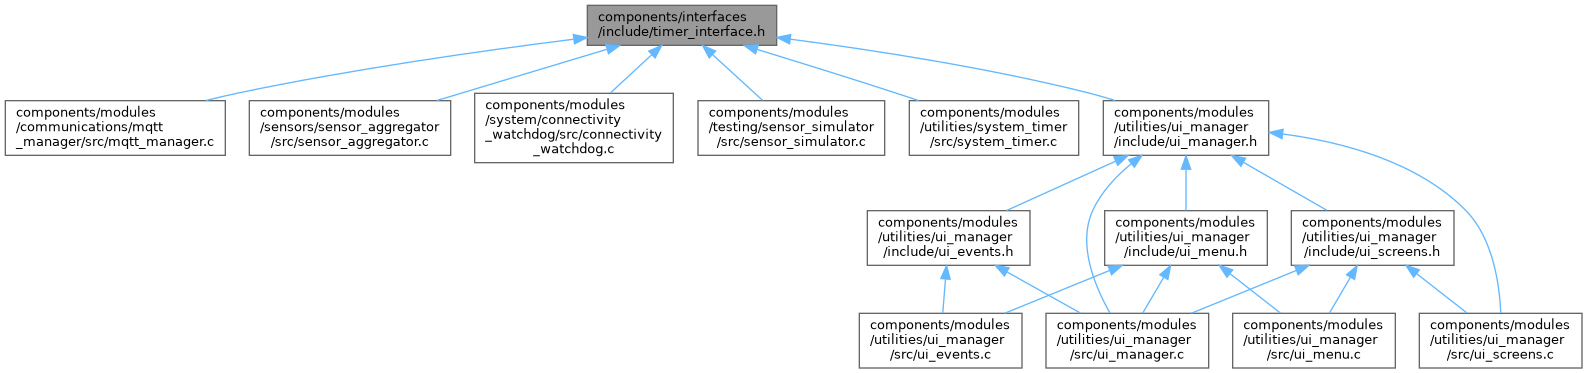 components/interfaces
/include/timer_interface.h
components/modules
/communications/mqtt
_manager/src/mqtt_manager.c
components/modules
/sensors/sensor_aggregator
/src/sensor_aggregator.c
components/modules
/system/connectivity
_watchdog/src/connectivity
_watchdog.c
components/modules
/testing/sensor_simulator
/src/sensor_simulator.c
components/modules
/utilities/system_timer
/src/system_timer.c
components/modules
/utilities/ui_manager
/include/ui_manager.h
components/modules
/utilities/ui_manager
/include/ui_events.h
components/modules
/utilities/ui_manager
/include/ui_menu.h
components/modules
/utilities/ui_manager
/include/ui_screens.h
components/modules
/utilities/ui_manager
/src/ui_events.c
components/modules
/utilities/ui_manager
/src/ui_manager.c
components/modules
/utilities/ui_manager
/src/ui_menu.c
components/modules
/utilities/ui_manager
/src/ui_screens.c